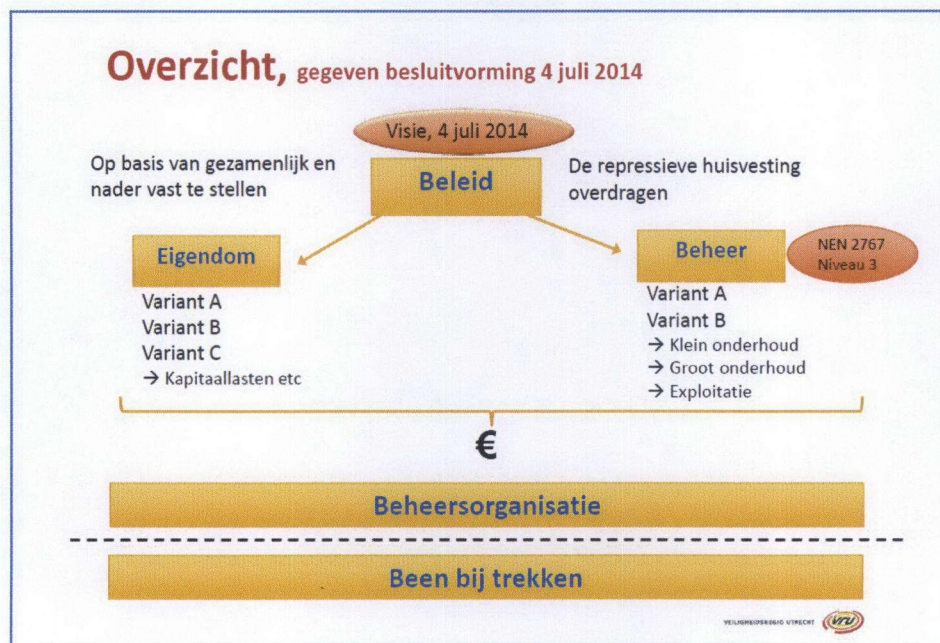 Overzicht, gegeven besluitvorming 4 juli 2014
Visie, 4 juli 2014
Op basis van gezamenlijk en
nader vast te stellen
Beleid
De repressieve huisvesting
overdragen
Eigendom
Variant A
Variant B
Variant C
→ Kapitaallasten etc
Beheer
NEN 2767
Niveau 3
Variant A
Variant B
→ Klein onderhoud
→ Groot onderhoud
→ Exploitatie
€
Beheersorganisatie
Been bij trekken
VEILIGHEIDSREGIO UTRECHT vru